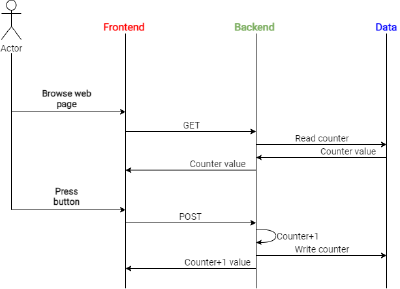 Frontend
Backend
Data
Actor
Browse web
page
GET
Read counter
Counter value
Counter value
Press
button
POST
Counter+1
Write counter
Counter+1 value